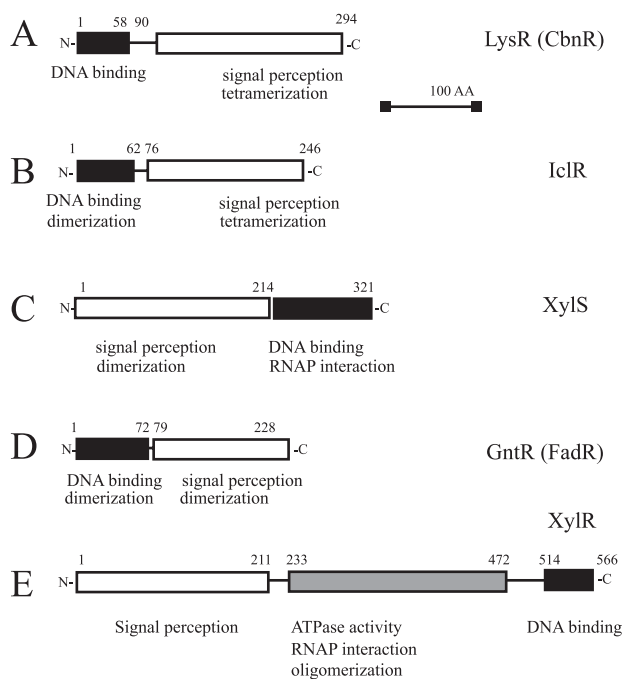 A
1 58 90 294
N- -C
LysR (CbnR)
DNA binding
signal perception
tetramerization
100 AA
B
1 62 76 246
N- -C
IclR
DNA binding
dimerization
signal perception
tetramerization
C
1 214 321
N- -C
XylS
signal perception
dimerization
DNA binding
RNAP interaction
D
1 72 79 228
N- -C
GntR (FadR)
DNA binding
dimerization
signal perception
dimerization
XylR
E
1 211 233 472 514 566
N- -C
Signal perception
ATPase activity
RNAP interaction
oligomerization
DNA binding